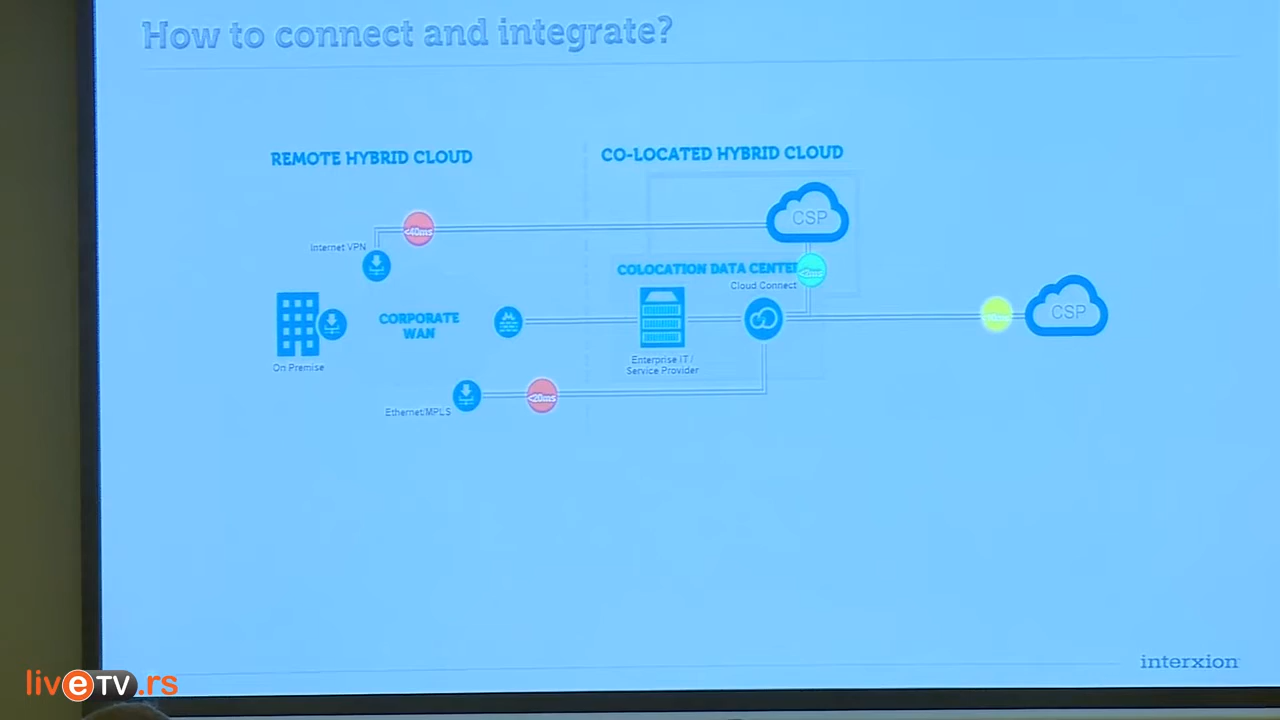 How to connect and integrate?
REMOTE HYBRID CLOUD
CO-LOCATED HYBRID CLOUD
CSP
<40ms
Internet VPN
COLOCATION DATA CENTER
Cloud Connect
CSP
CORPORATE
WAN
On Premise
Enterprise IT /
Service Provider
Ethernet/MPLS
interxion
livetv.rs